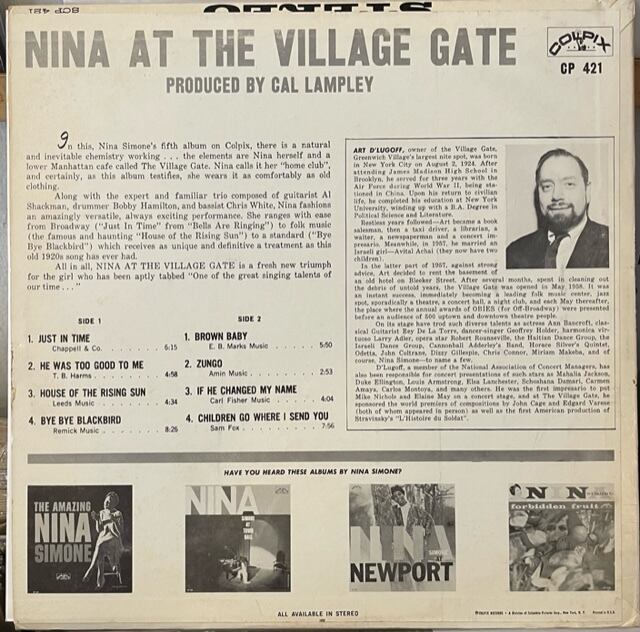 SCP 421
STEREO
NINA AT THE VILLAGE GATE
PRODUCED BY CAL LAMPLEY
COLPIX
CP 421
In this, Nina Simone's fifth album on Colpix, there is a natural
and inevitable chemistry working . . . the elements are Nina herself and a
lower Manhattan cafe called The Village Gate. Nina calls it her "home club",
and certainly, as this album testifies, she wears it as comfortably as old
clothing.
Along with the expert and familiar trio composed of guitarist Al
Shackman, drummer Bobby Hamilton, and bassist Chris White, Nina fashions
an amazingly versatile, always exciting performance. She ranges with ease
from Broadway ("Just in Time" from "Bells Are Ringing") to folk music
(the famous and haunting "House of the Rising Sun") to a standard ("Bye
Bye Blackbird") which receives as unique and definitive a treatment as this
old 1920s song has ever had.
All in all, NINA AT THE VILLAGE GATE is a fresh new triumph
for the girl who has been aptly tabbed "One of the great singing talents of
our time . . ."
SIDE 1
1. JUST IN TIME
Chappell & Co. . . . . . . . . . 6:15
2. HE WAS TOO GOOD TO ME
T. B. Harms . . . . . . . . . . 4:58
3. HOUSE OF THE RISING SUN
Leeds Music . . . . . . . . . . 4:34
4. BYE BYE BLACKBIRD
Remick Music . . . . . . . . . 8:25
SIDE 2
1. BROWN BABY
E. B. Marks Music . . . . . . . 5:50
2. ZUNGO
Amin Music . . . . . . . . . . 2:53
3. IF HE CHANGED MY NAME
Carl Fisher Music . . . . . . . 4:04
4. CHILDREN GO WHERE I SEND YOU
Sam Fox . . . . . . . . . . . 7:56
ART D'LUGOFF, owner of the Village Gate,
Greenwich Village's largest nite spot, was born
in New York City on August 2, 1924. After
attending James Madison High School in
Brooklyn, he served for three years with the
Air Force during World War II, being sta-
tioned in China. Upon his return to civilian
life, he completed his education at New York
University, winding up with a B.A. Degree in
Political Science and Literature.
Restless years followed—Art became a book
salesman, then a taxi driver, a librarian, a
waiter, a newspaperman and a concert im-
presario. Meanwhile, in 1957, he married an
Israeli girl—Avital Achai (they now have two
children).
In the latter part of 1957, against strong
advice, Art decided to rent the basement of
an old hotel on Bleeker Street. After several months, spent in cleaning out
the debris of untold years, the Village Gate was opened in May, 1958. It was
an instant success, immediately becoming a leading folk music center, jazz
spot, sporadically a theatre, a concert hall, a night club, and each May thereafter,
the place where the annual awards of OBIES (for Off-Broadway) were presented
before an audience of 500 uptown and downtown theatre people.
On its stage have trod such diverse talents as actress Ann Bancroft, clas-
sical Guitarist Rey De La Torre, dancer-singer Geoffrey Holder, harmonica vir-
tuoso Larry Adler, opera star Robert Rounseville, the Haitian Dance Group, the
Israeli Dance Group, Cannonball Adderley's Band, Horace Silver's Quintet,
Odetta, John Coltrane, Dizzy Gillespie, Chris Connor, Miriam Makeba, and of
course, Nina Simone—to name a few.
D'Lugoff, a member of the National Association of Concert Managers, has
also been responsible for concert presentations of such stars as Mahalia Jackson,
Duke Ellington, Louis Armstrong, Elsa Lanchester, Schoshana Damari, Carmen
Amaya, Carlos Montoya, and many others. He was the first impresario to put
Mike Nichols and Elaine May on a concert stage, and at The Village Gate, he
sponsored the world premiers of compositions by John Cage and Edgard Varese
(both of whom appeared in person) as well as the first American production of
Stravinsky's "L'Histoire du Soldat".
HAVE YOU HEARD THESE ALBUMS BY NINA SIMONE?
THE AMAZING
NINA
SIMONE
NINA
SIMONE
AT
TOWN
HALL
NINA
SIMONE
AT
NEWPORT
NINA
forbidden fruit
ALL AVAILABLE IN STEREO